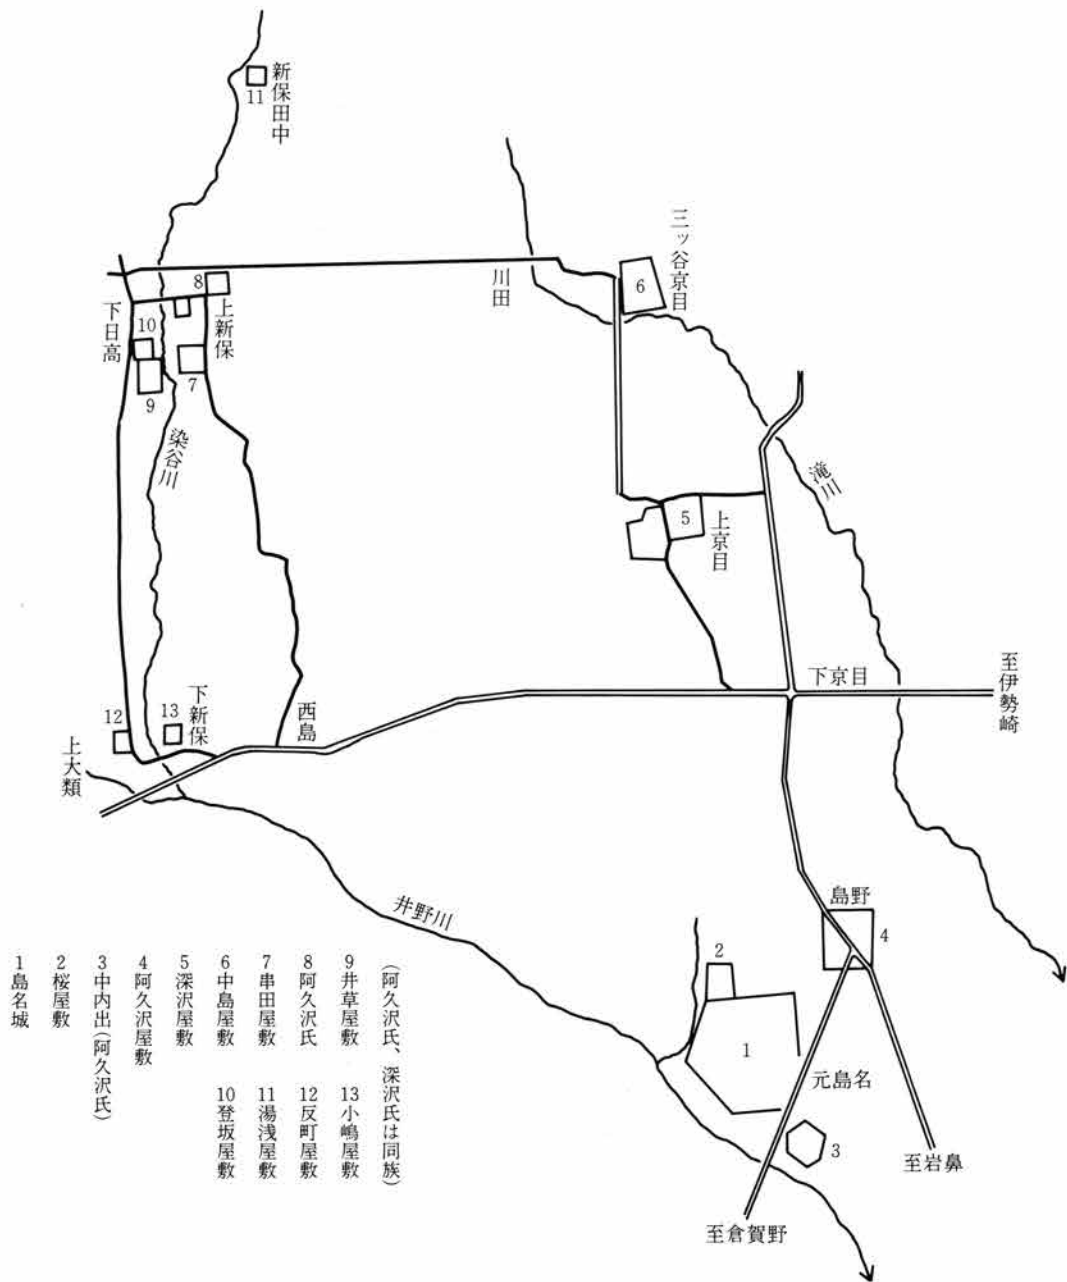 新保田中
11
三ッ谷京目
6
川田
8
上新保
下日高
10
7
9
染谷川
滝川
5
上京目
下京目
至伊勢崎
西島
下新保
13
12
上大類
井野川
島野
4
2
1
元島名
3
至岩鼻
至倉賀野
(阿久沢氏、深沢氏は同族)
9 井草屋敷 13 小嶋屋敷
8 阿久沢氏 12 反町屋敷
7 串田屋敷 11 湯浅屋敷
6 中島屋敷 10 登坂屋敷
5 深沢屋敷
4 阿久沢屋敷
3 中内出(阿久沢氏)
2 桜屋敷
1 島名城